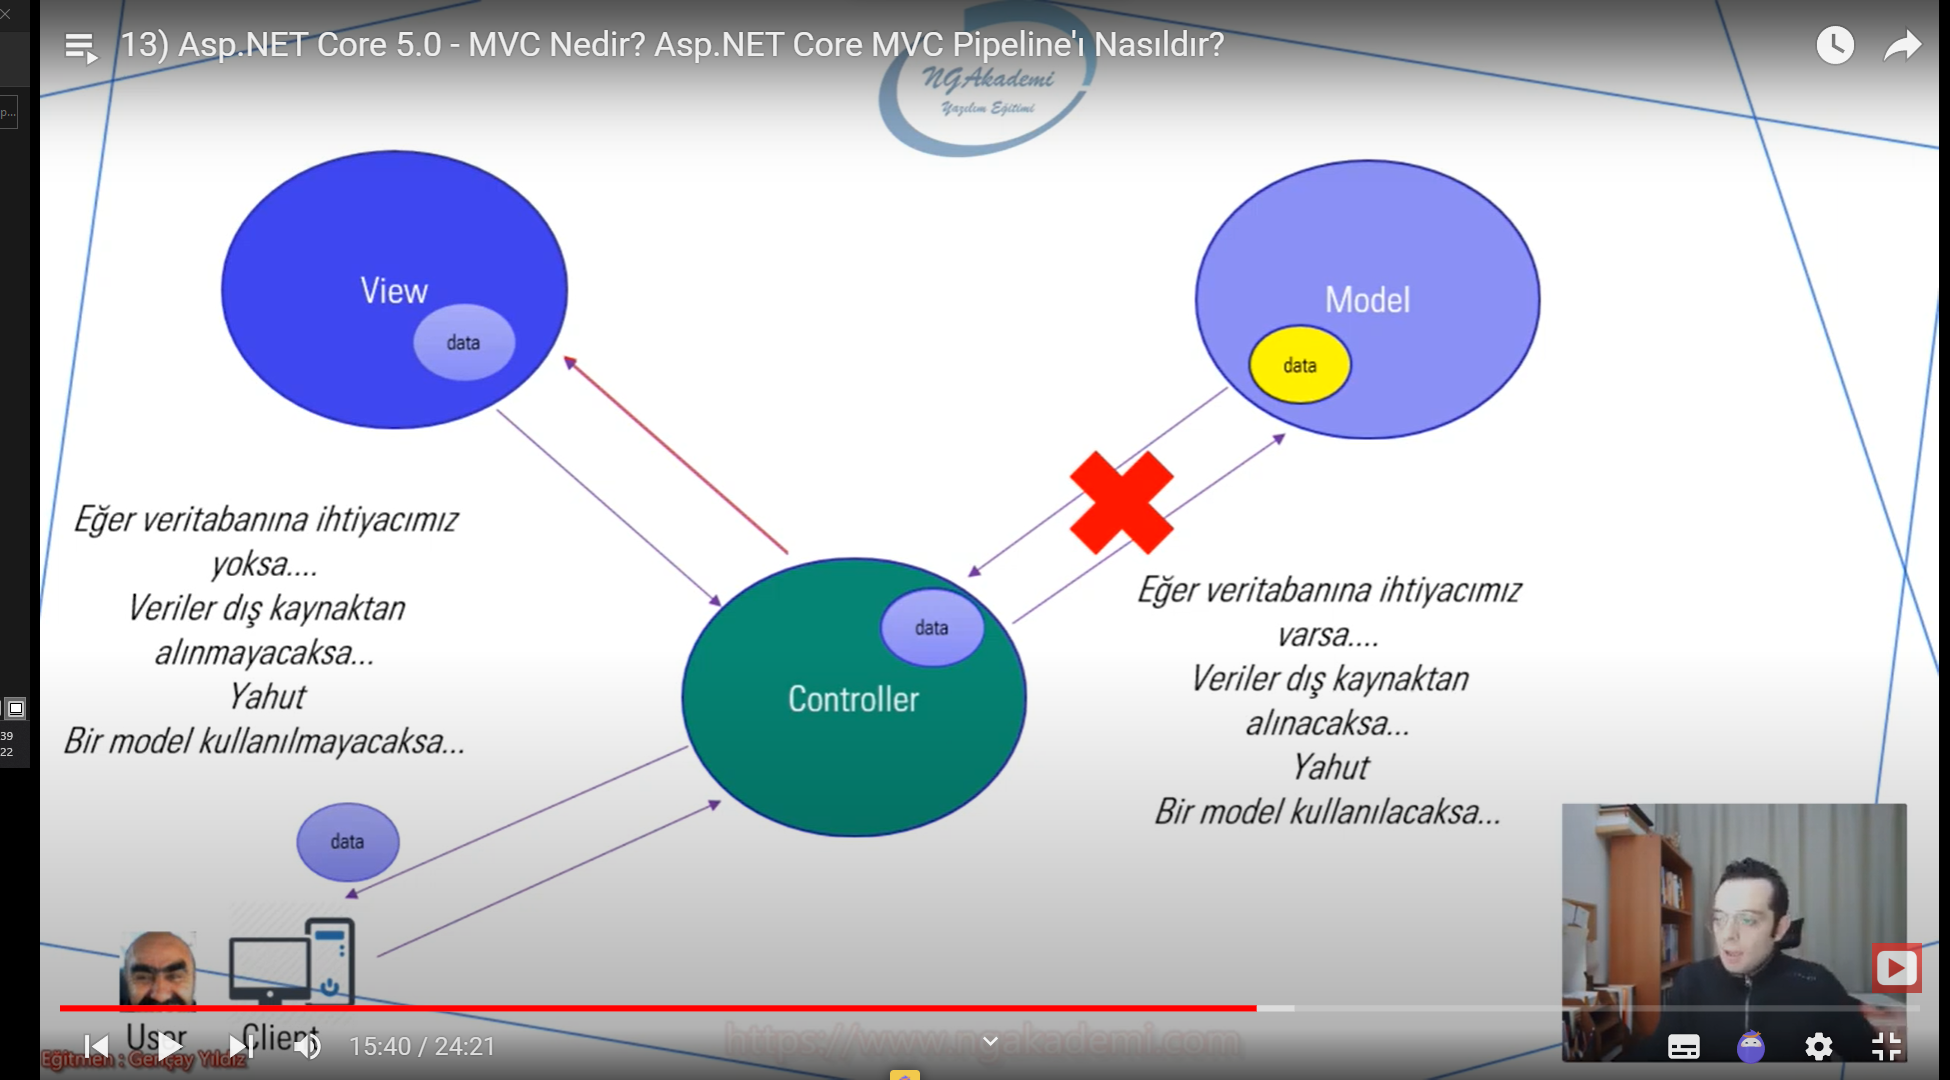 13) Asp.NET Core 5.0 - MVC Nedir? Asp.NET Core MVC Pipeline'ı Nasıldır?
NGAkademi
Yazılım Eğitimi
p...
View
data
Model
data
Eğer veritabanına ihtiyacımız
yoksa....
Veriler dış kaynaktan
alınmayacaksa...
Yahut
Bir model kullanılmayacaksa...
data
Controller
Eğer veritabanına ihtiyacımız
varsa....
Veriler dış kaynaktan
alınacaksa...
Yahut
Bir model kullanılacaksa...
39
22
data
User
Client
15:40 / 24:21
https://www.ngakademi.com
Eğitmen : Gençay Yıldız